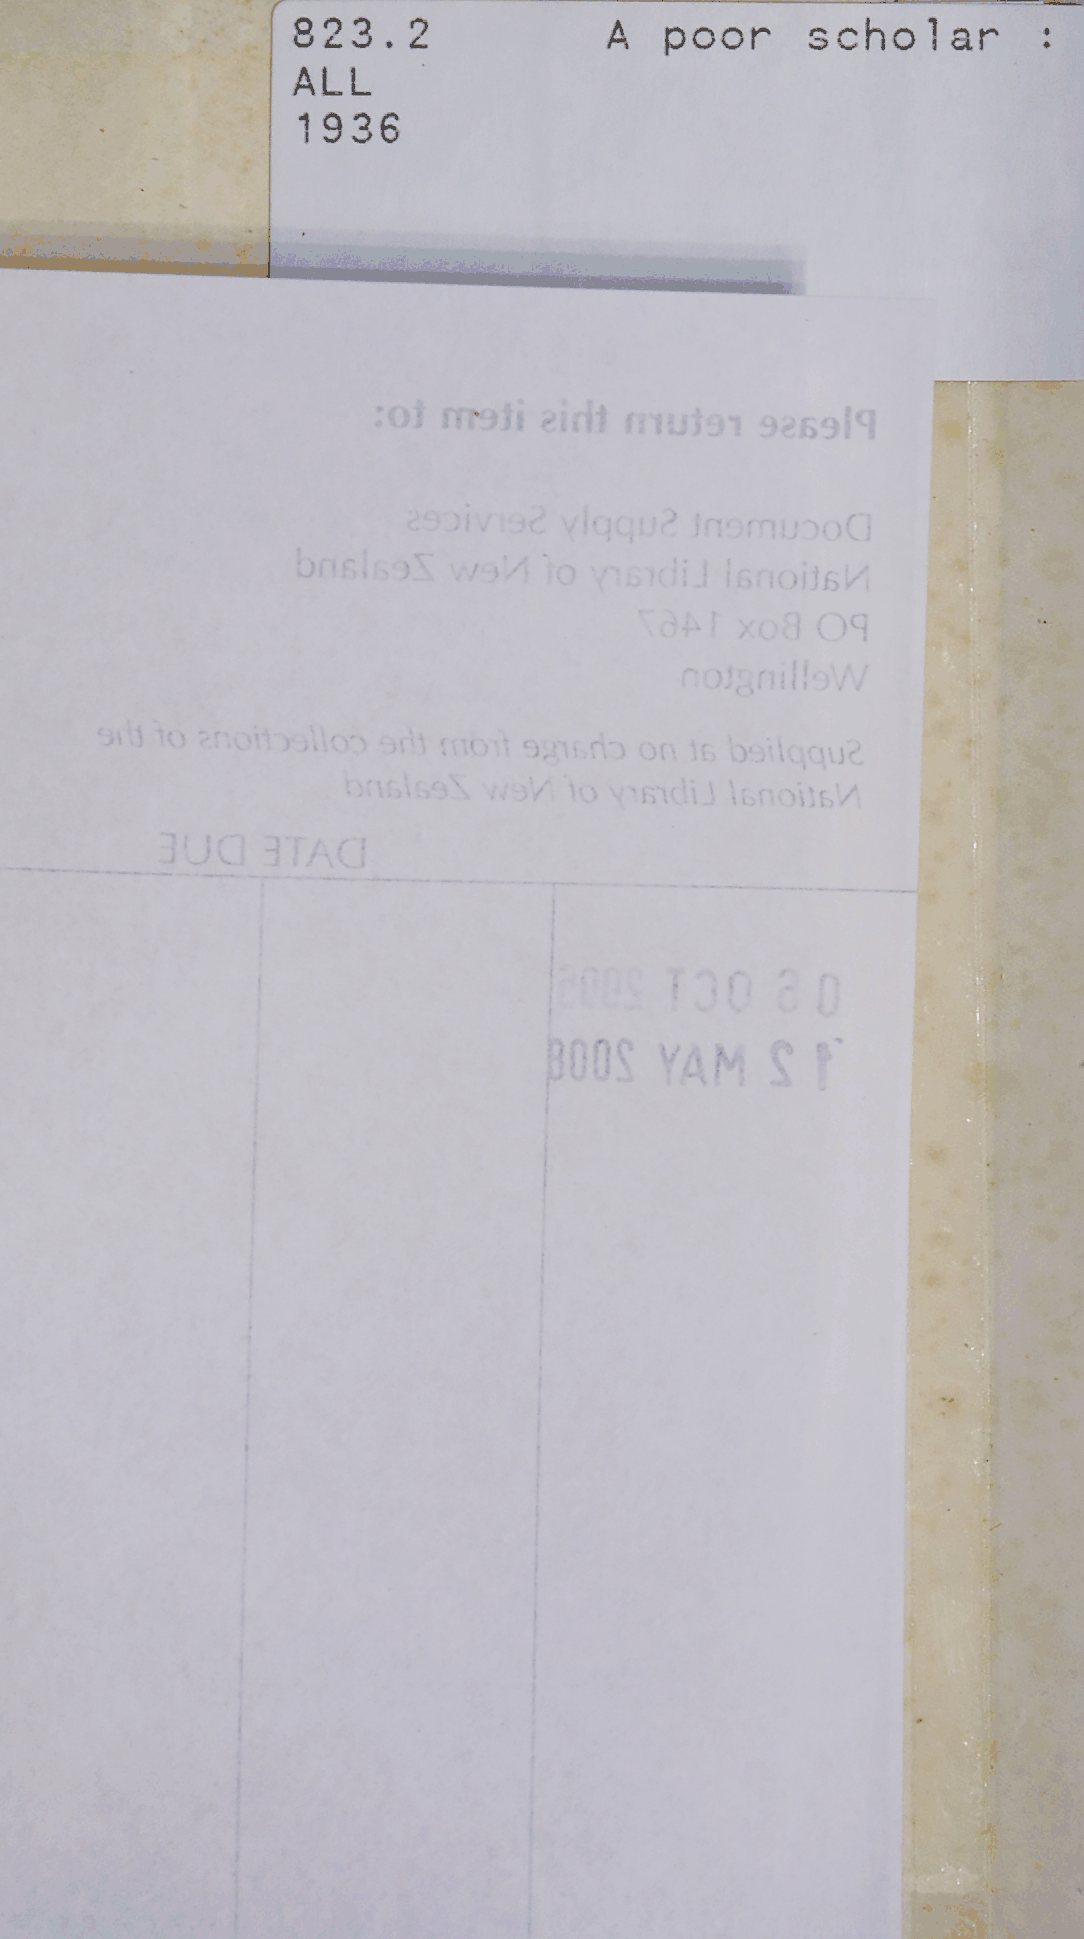 823.2 A poor scholar :
ALL
1936
Please return this item to:
Document Supply Services
National Library of New Zealand
PO Box 1467
Wellington
Supplied at no charge from the collections of the
National Library of New Zealand
DATE DUE
OCT
12 MAY 2008